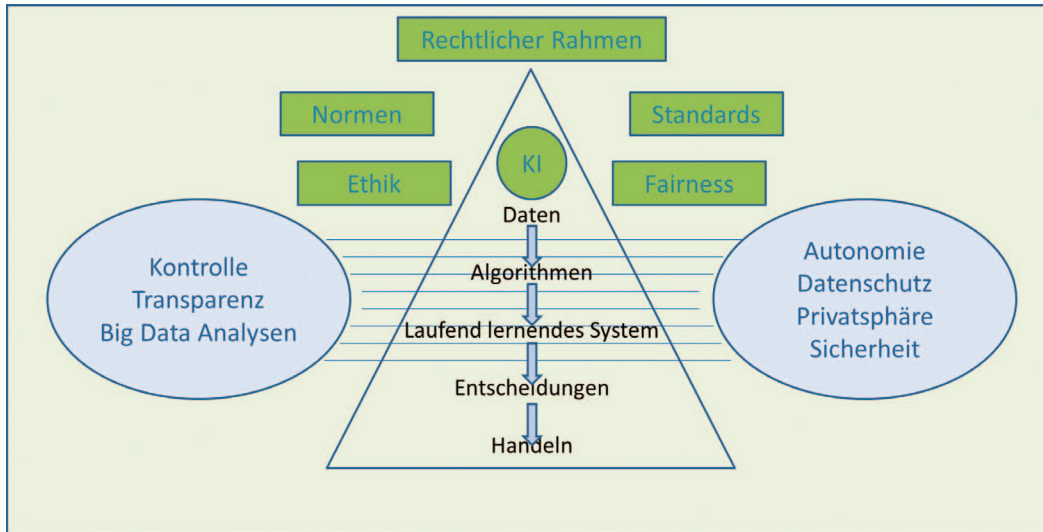 Rechtlicher Rahmen
Normen
Standards
KI
Ethik
Fairness
Daten
Kontrolle
Transparenz
Big Data Analysen
Algorithmen
Laufend lernendes System
Entscheidungen
Handeln
Autonomie
Datenschutz
Privatsphäre
Sicherheit